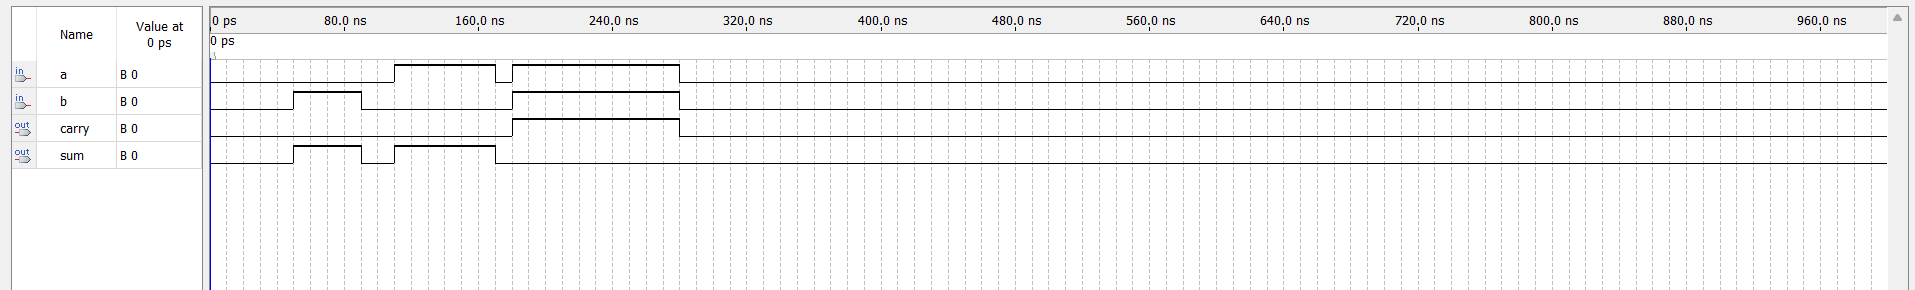 Name Value at 0 ps
0 ps 80.0 ns 160.0 ns 240.0 ns 320.0 ns 400.0 ns 480.0 ns 560.0 ns 640.0 ns 720.0 ns 800.0 ns 880.0 ns 960.0 ns
0 ps
in a B 0
in b B 0
out carry B 0
out sum B 0